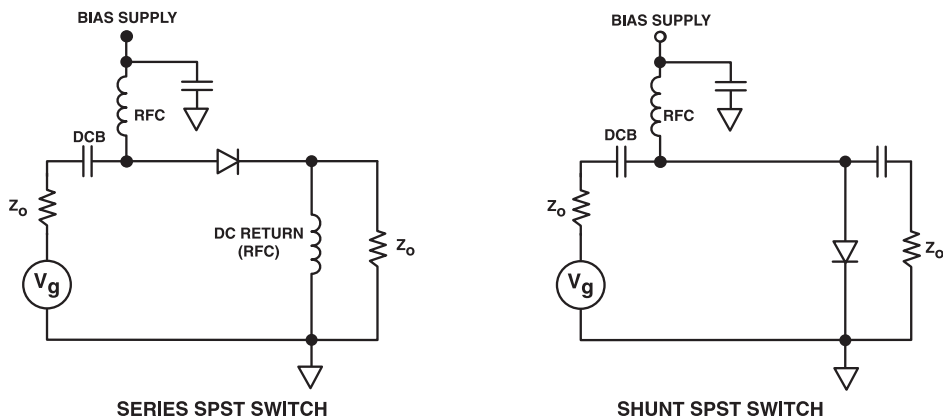 BIAS SUPPLY
RFC
DCB
Zo
Vg
DC RETURN
(RFC)
Zo
SERIES SPST SWITCH
BIAS SUPPLY
RFC
DCB
Zo
Vg
Zo
SHUNT SPST SWITCH